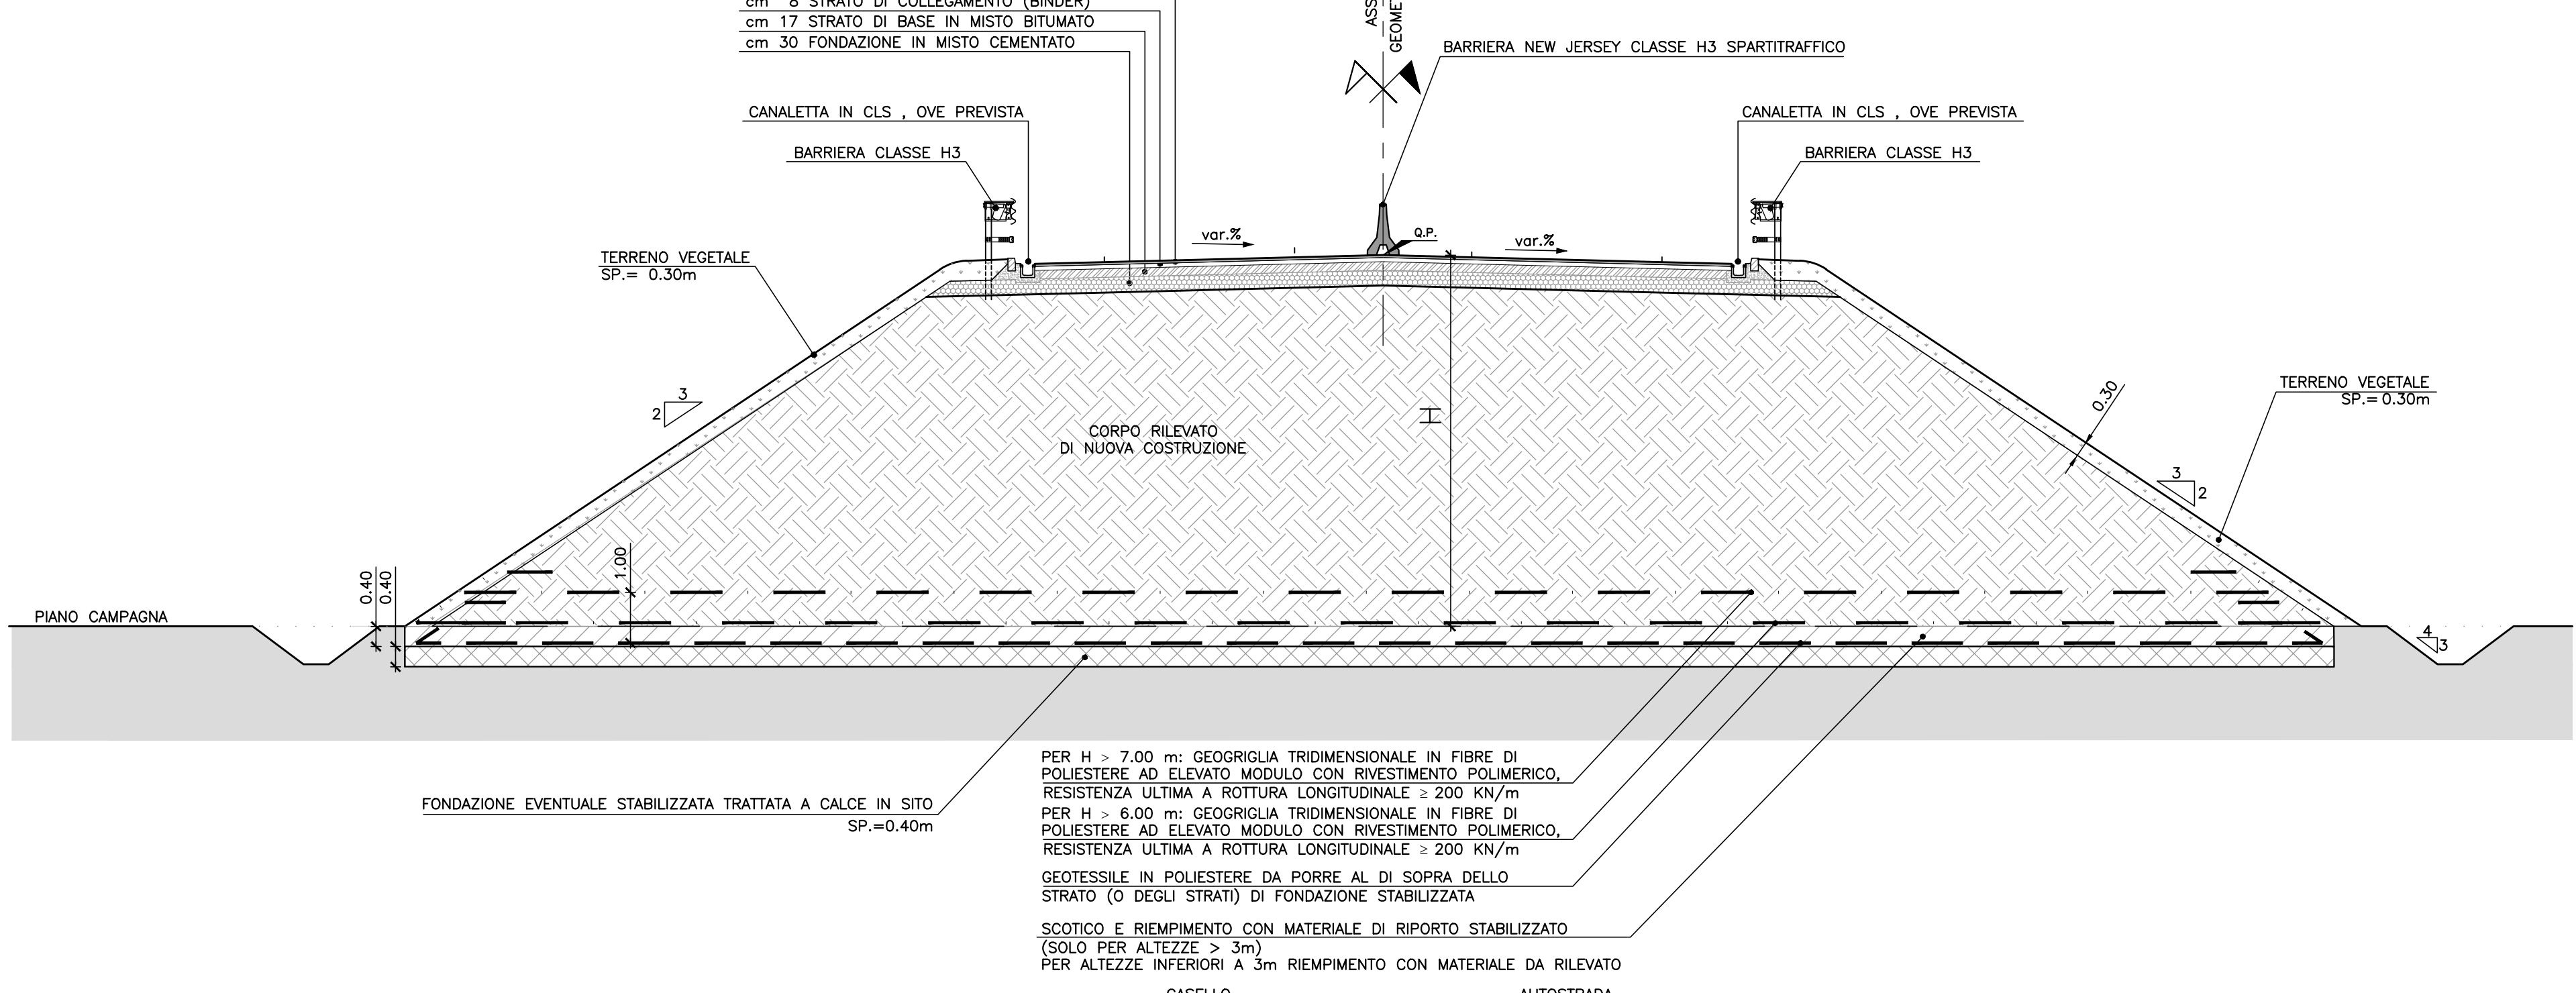 cm 8 STRATO DI COLLEGAMENTO (BINDER)
cm 17 STRATO DI BASE IN MISTO BITUMATO
cm 30 FONDAZIONE IN MISTO CEMENTATO
ASS
GEOMET
BARRIERA NEW JERSEY CLASSE H3 SPARTITRAFFICO
CANALETTA IN CLS , OVE PREVISTA
CANALETTA IN CLS , OVE PREVISTA
BARRIERA CLASSE H3
BARRIERA CLASSE H3
var.%
Q.P.
var.%
TERRENO VEGETALE
SP.= 0.30m
3
2
H
CORPO RILEVATO
DI NUOVA COSTRUZIONE
0.30
TERRENO VEGETALE
SP.= 0.30m
3
2
0.40
0.40
1.00
PIANO CAMPAGNA
4
3
FONDAZIONE EVENTUALE STABILIZZATA TRATTATA A CALCE IN SITO
SP.=0.40m
PER H > 7.00 m: GEOGRIGLIA TRIDIMENSIONALE IN FIBRE DI
POLIESTERE AD ELEVATO MODULO CON RIVESTIMENTO POLIMERICO,
RESISTENZA ULTIMA A ROTTURA LONGITUDINALE ≥ 200 KN/m
PER H > 6.00 m: GEOGRIGLIA TRIDIMENSIONALE IN FIBRE DI
POLIESTERE AD ELEVATO MODULO CON RIVESTIMENTO POLIMERICO,
RESISTENZA ULTIMA A ROTTURA LONGITUDINALE ≥ 200 KN/m
GEOTESSILE IN POLIESTERE DA PORRE AL DI SOPRA DELLO
STRATO (O DEGLI STRATI) DI FONDAZIONE STABILIZZATA
SCOTICO E RIEMPIMENTO CON MATERIALE DI RIPORTO STABILIZZATO
(SOLO PER ALTEZZE > 3m)
PER ALTEZZE INFERIORI A 3m RIEMPIMENTO CON MATERIALE DA RILEVATO
CASELLO
AUTOSTRADA